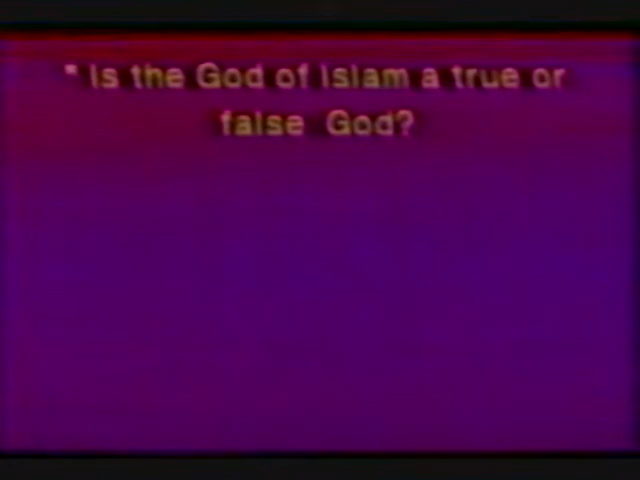 * Is the God of Islam a true or
false God?